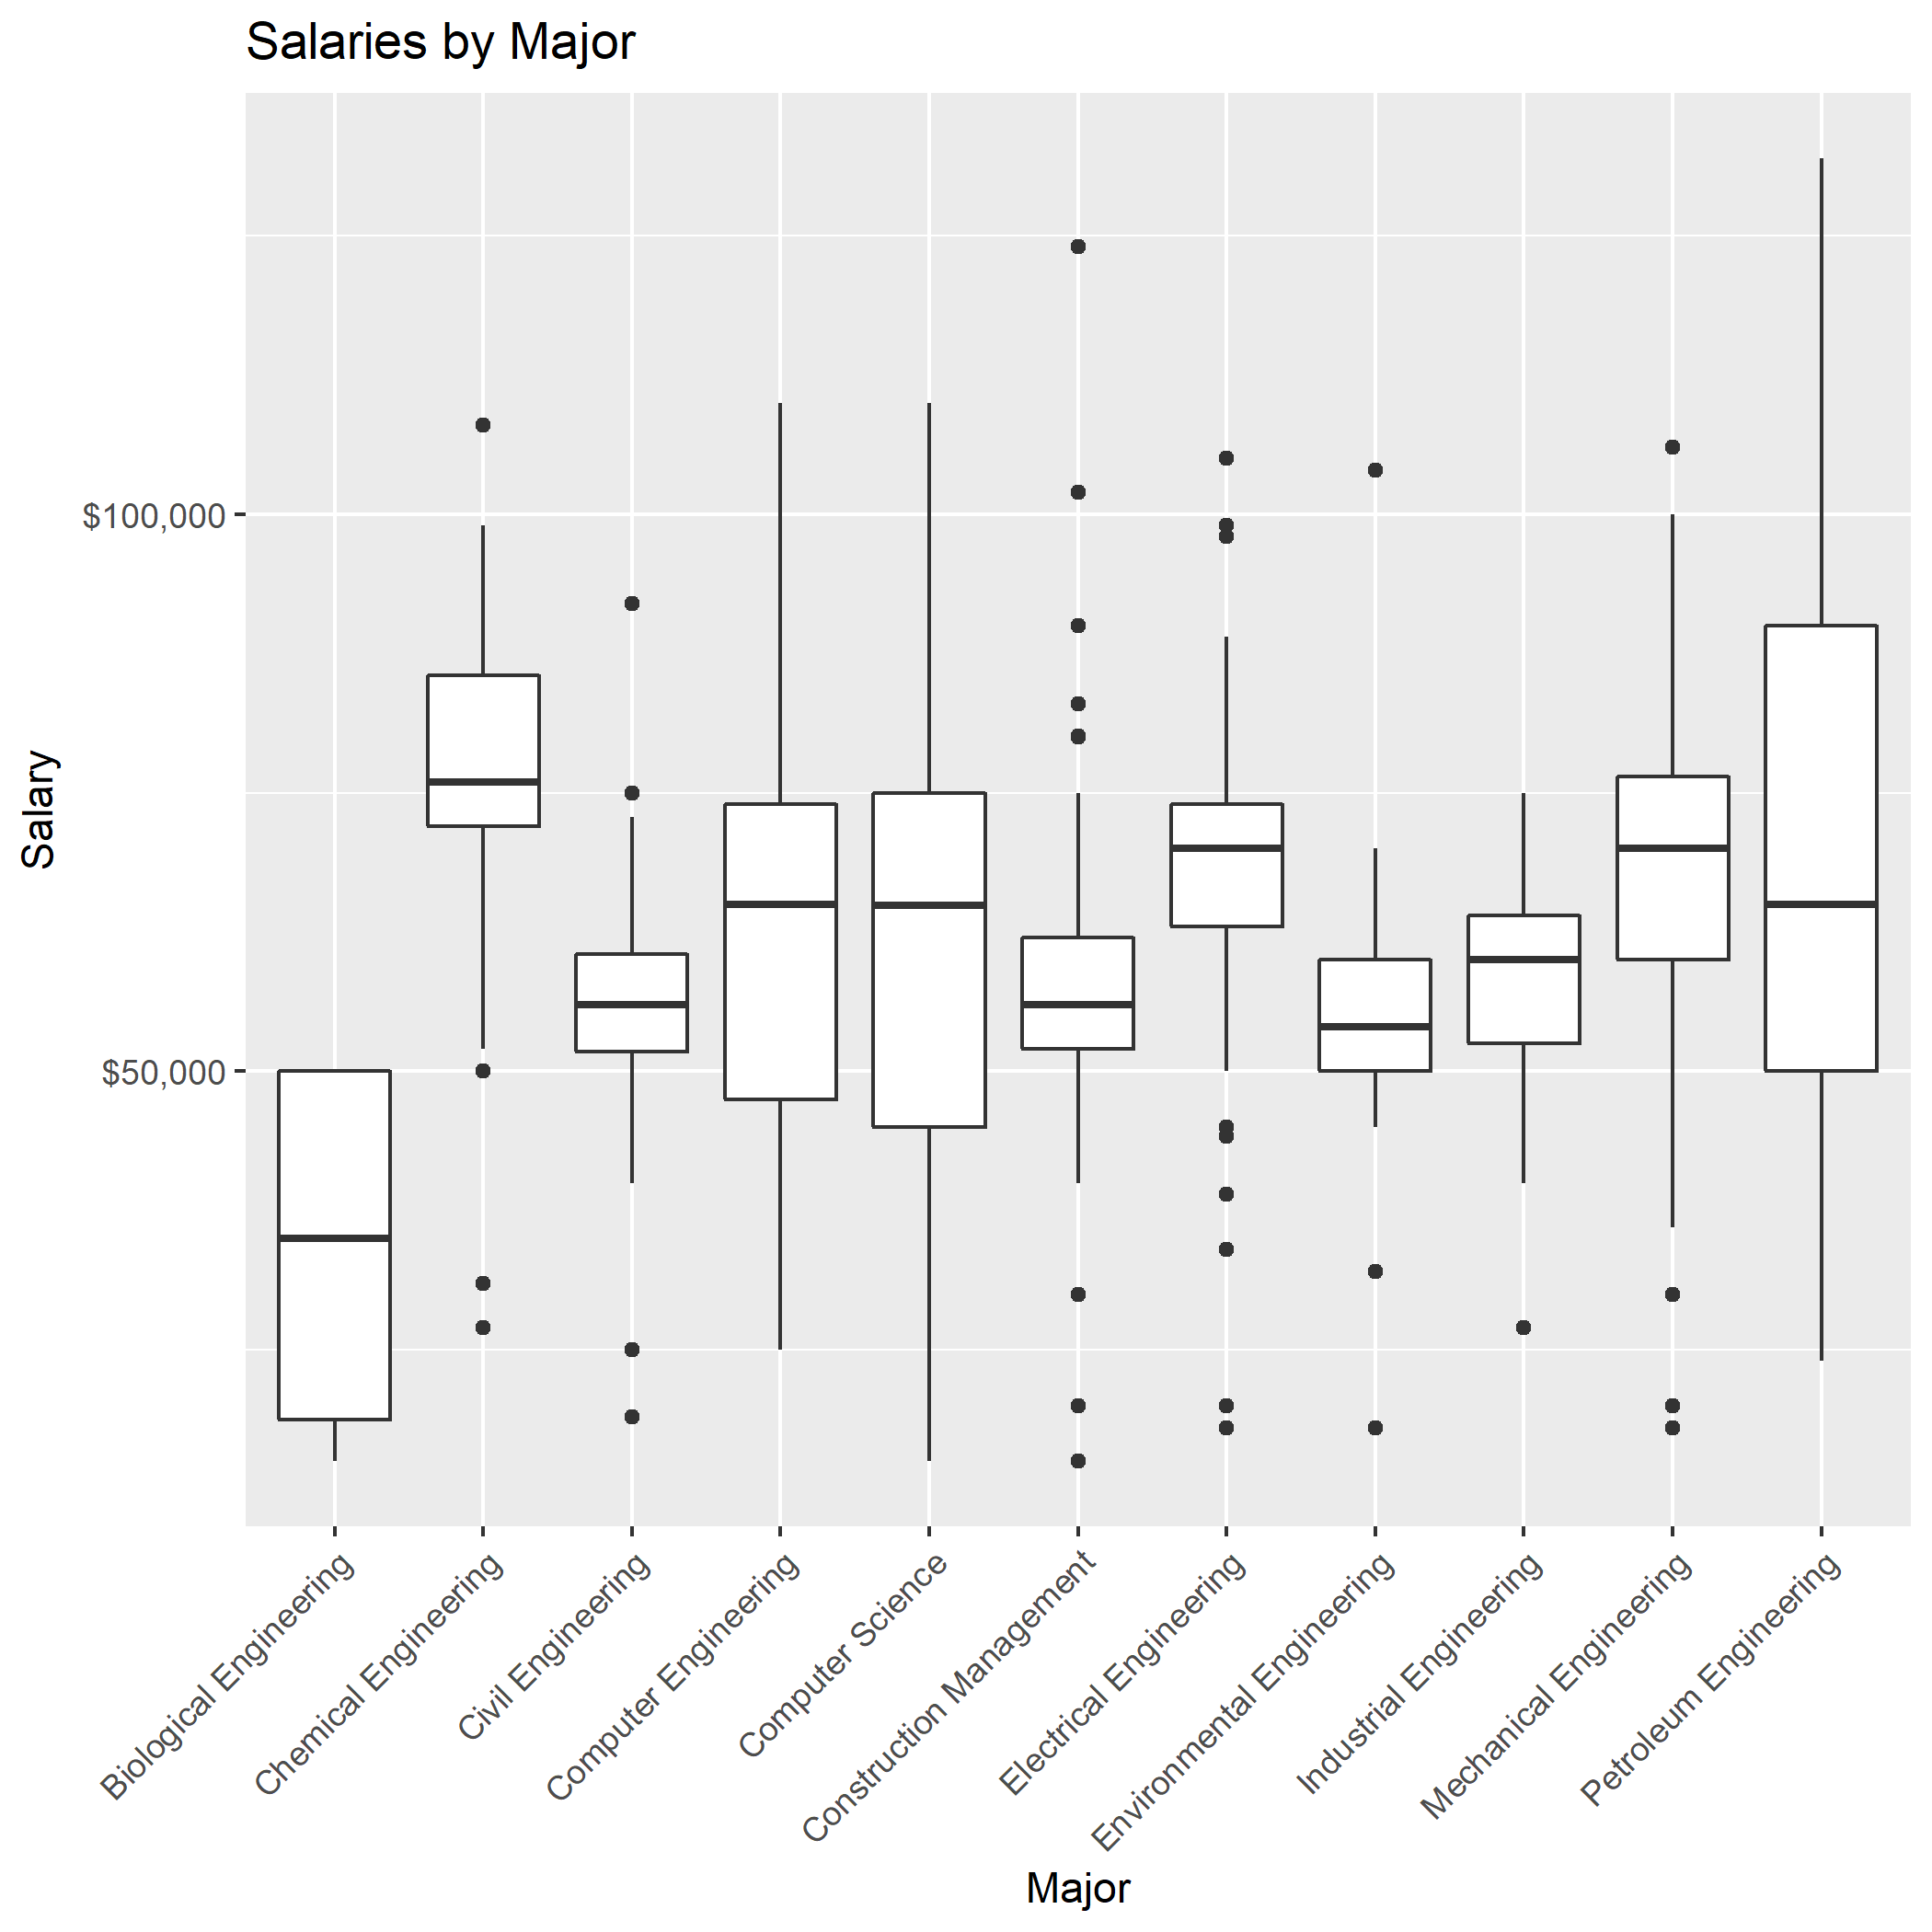 Salaries by Major
Salary
$100,000
$50,000
Biological Engineering
Chemical Engineering
Civil Engineering
Computer Engineering
Computer Science
Construction Management
Electrical Engineering
Environmental Engineering
Industrial Engineering
Mechanical Engineering
Petroleum Engineering
Major